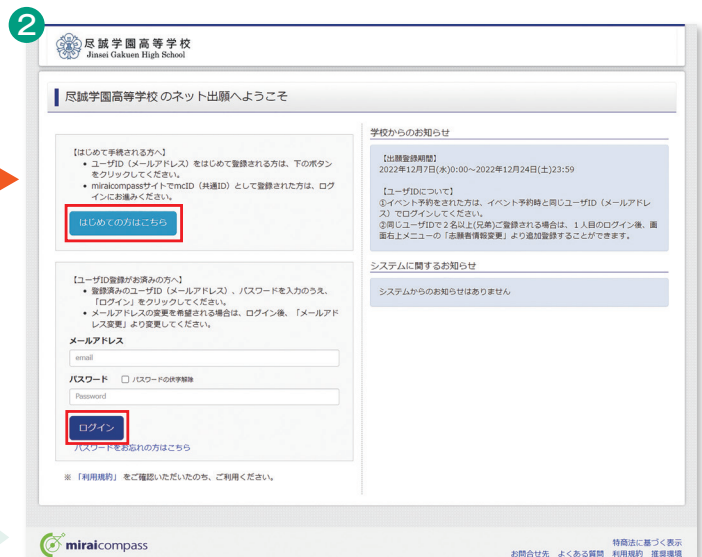 2
尽誠学園高等学校
Jinsei Gakuen High School
尽誠学園高等学校 のネット出願へようこそ
【はじめて手続される方へ】
• ユーザID（メールアドレス）をはじめて登録される方は、下のボタン
をクリックしてください。
• miraicompassサイトでmcID（共通ID）として登録された方は、ログ
インにお進みください。
はじめての方はこちら
【ユーザID登録がお済みの方へ】
• 登録済みのユーザID（メールアドレス）、パスワードを入力のうえ、
「ログイン」をクリックしてください。
• メールアドレスの変更を希望される場合は、ログイン後、「メールアド
レス変更」より変更してください。
メールアドレス
email
パスワード パスワードの伏字解除
Password
ログイン
パスワードをお忘れの方はこちら
※ 「利用規約」 をご確認いただいたのち、ご利用ください。
学校からのお知らせ
【出願登録期間】
2022年12月7日(水)0:00～2022年12月24日(土)23:59
【ユーザIDについて】
①イベント予約をされた方は、イベント予約時と同じユーザID（メールアドレ
ス）でログインしてください。
②同じユーザIDで２名以上(兄弟)ご登録される場合は、１人目のログイン後、画
面右上メニューの「志願者情報変更」より追加登録することができます。
システムに関するお知らせ
システムからのお知らせはありません
miraicompass
特商法に基づく表示
お問合せ先 よくある質問 利用規約 推奨環境